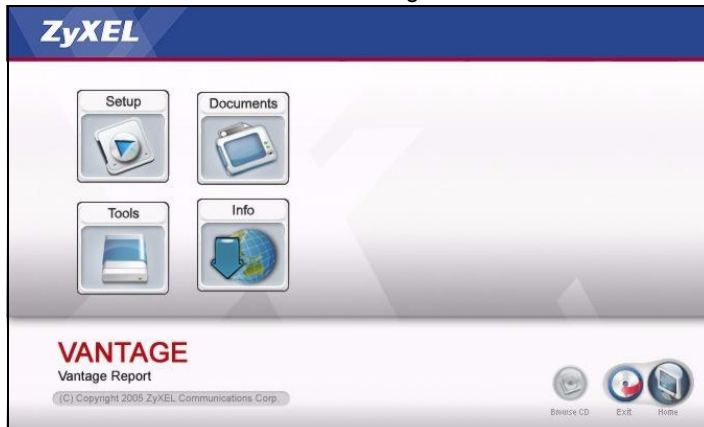 ZyXEL
Setup
Documents
Tools
Info
VANTAGE
Vantage Report
(C) Copyright 2005 ZyXEL Communications Corp.
Browse CD
Exit
Home